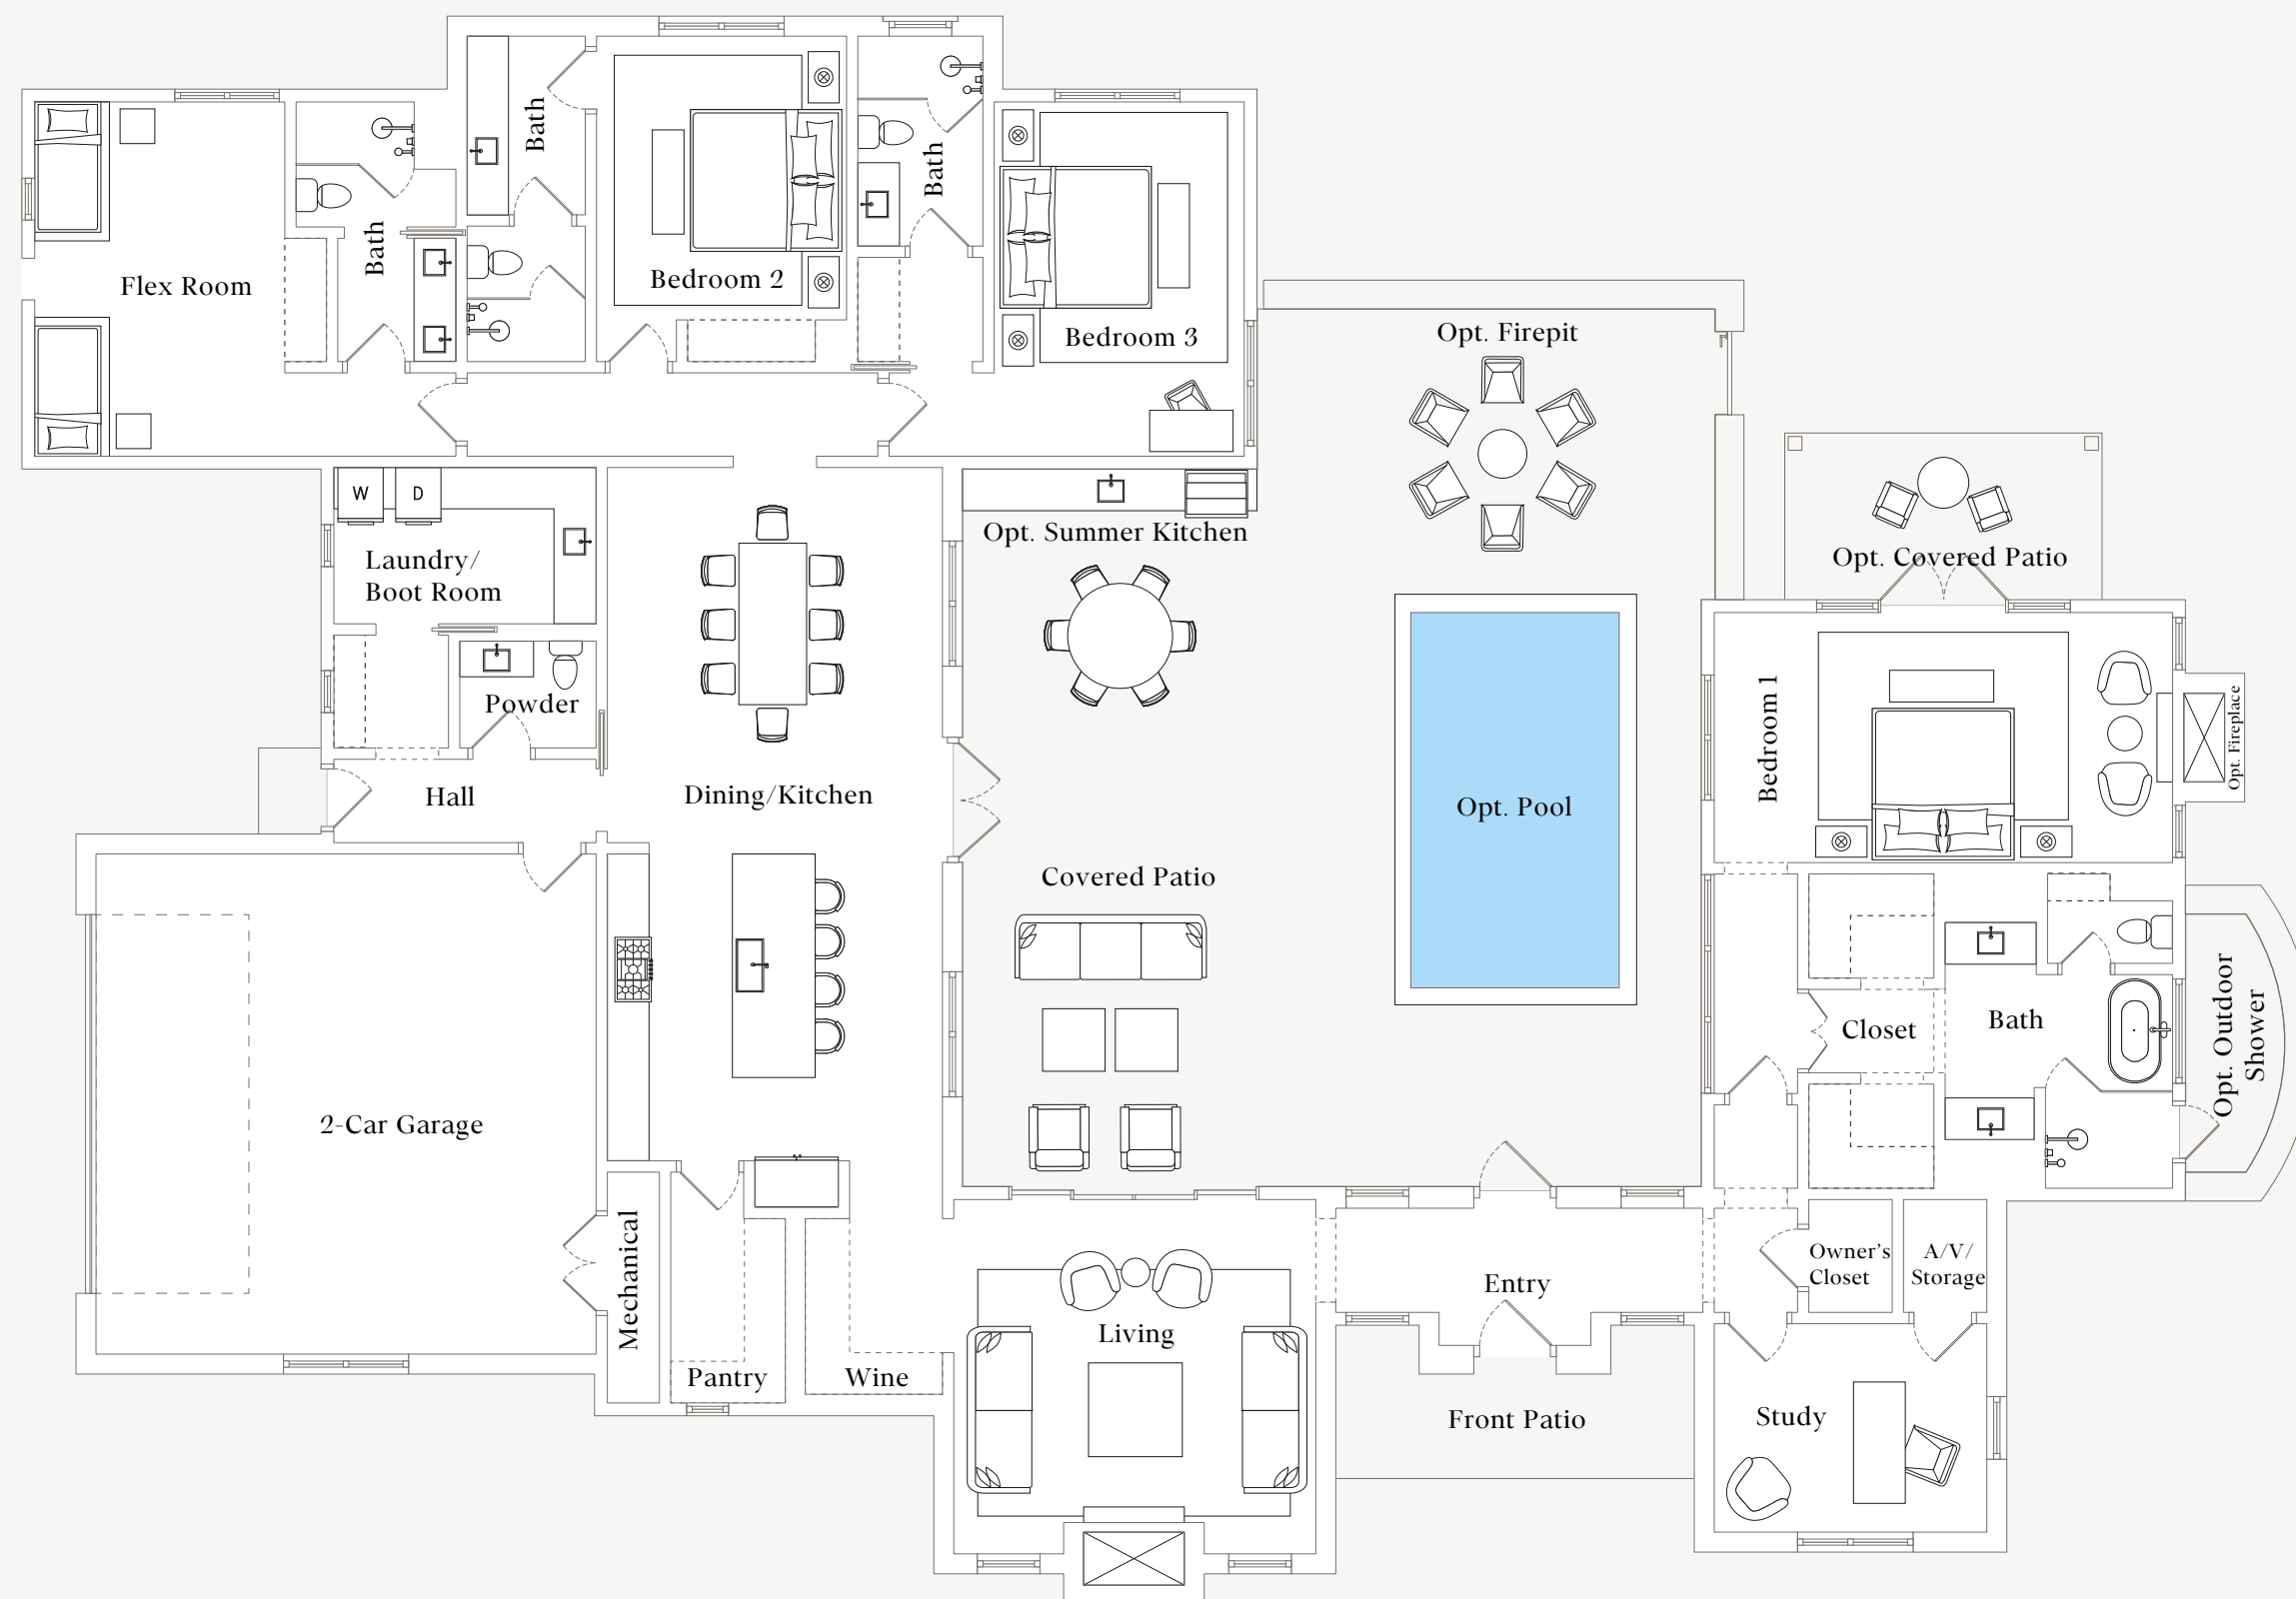 Bath
Bath
Bath
Flex Room
Bedroom 2
Bedroom 3
Opt. Firepit
W
D
Opt. Summer Kitchen
Laundry/
Boot Room
Opt. Covered Patio
Powder
Bedroom 1
Opt. Fireplace
Hall
Dining/Kitchen
Opt. Pool
Covered Patio
Closet
Bath
Opt. Outdoor
Shower
2-Car Garage
Mechanical
Owner's
Closet
A/V/
Storage
Entry
Living
Pantry
Wine
Front Patio
Study